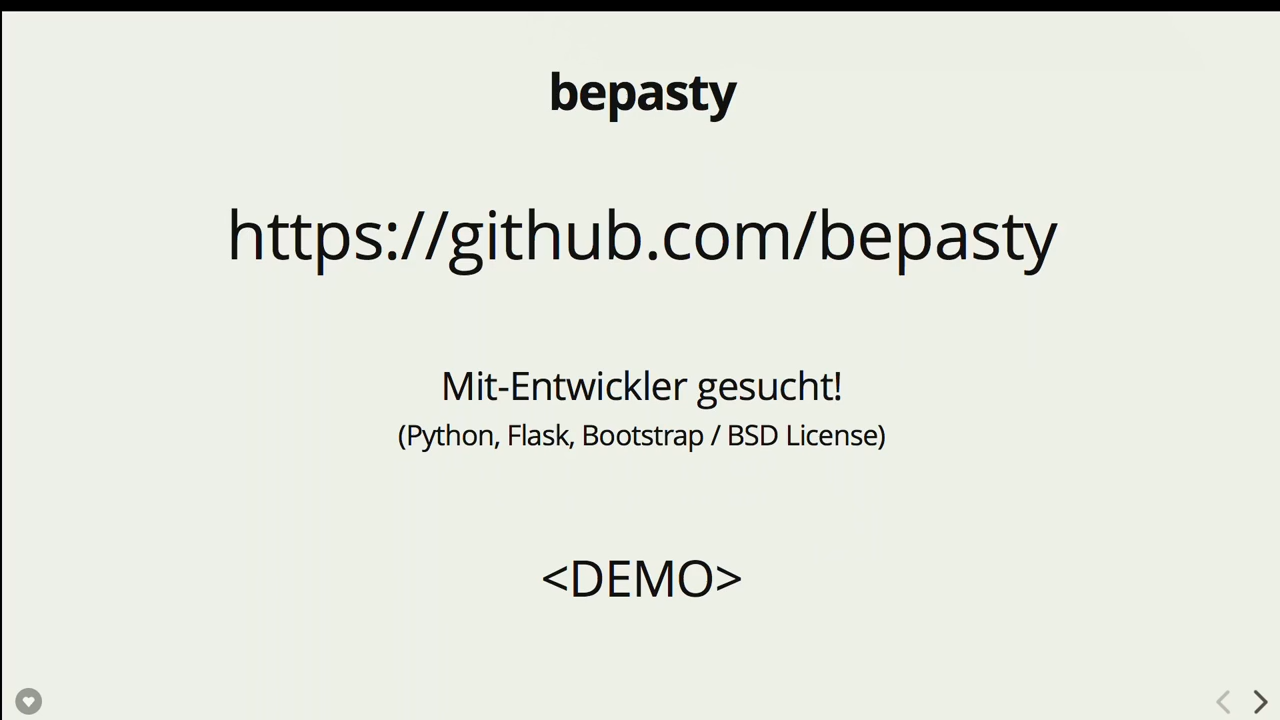 bepasty
https://github.com/bepasty
Mit-Entwickler gesucht!
(Python, Flask, Bootstrap / BSD License)
<DEMO>